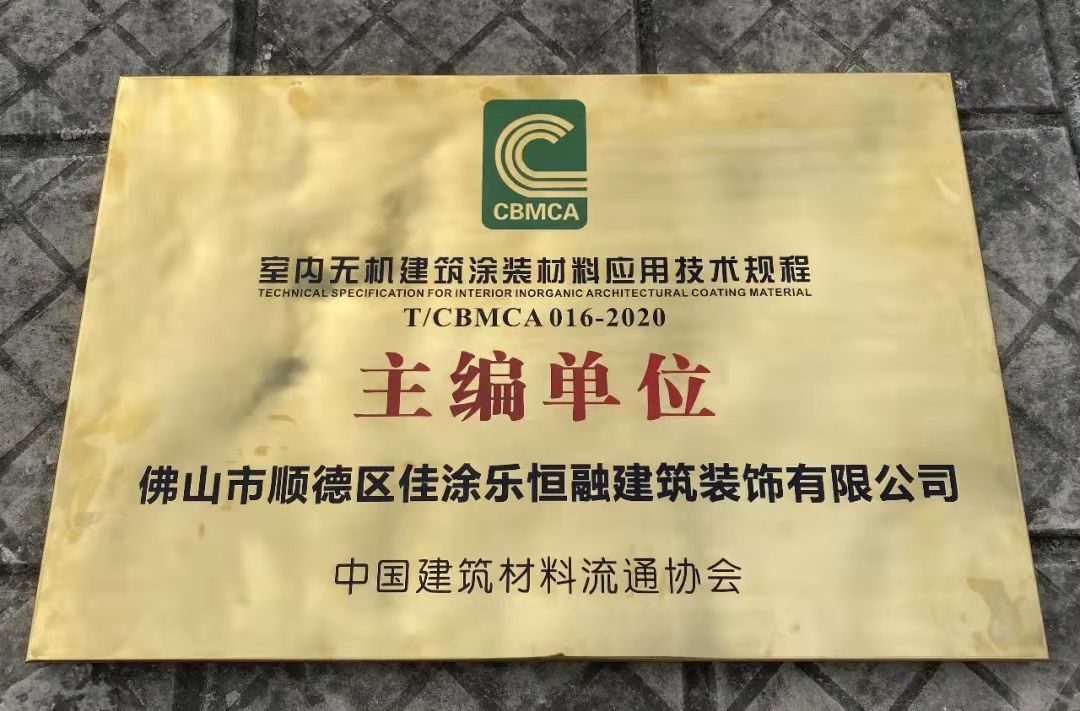 CBMCA
室内无机建筑涂装材料应用技术规程
TECHNICAL SPECIFICATION FOR INTERIOR INORGANIC ARCHITECTURAL COATING MATERIAL
T/CBMCA 016-2020
主编单位
佛山市顺德区佳涂乐恒融建筑装饰有限公司
中国建筑材料流通协会